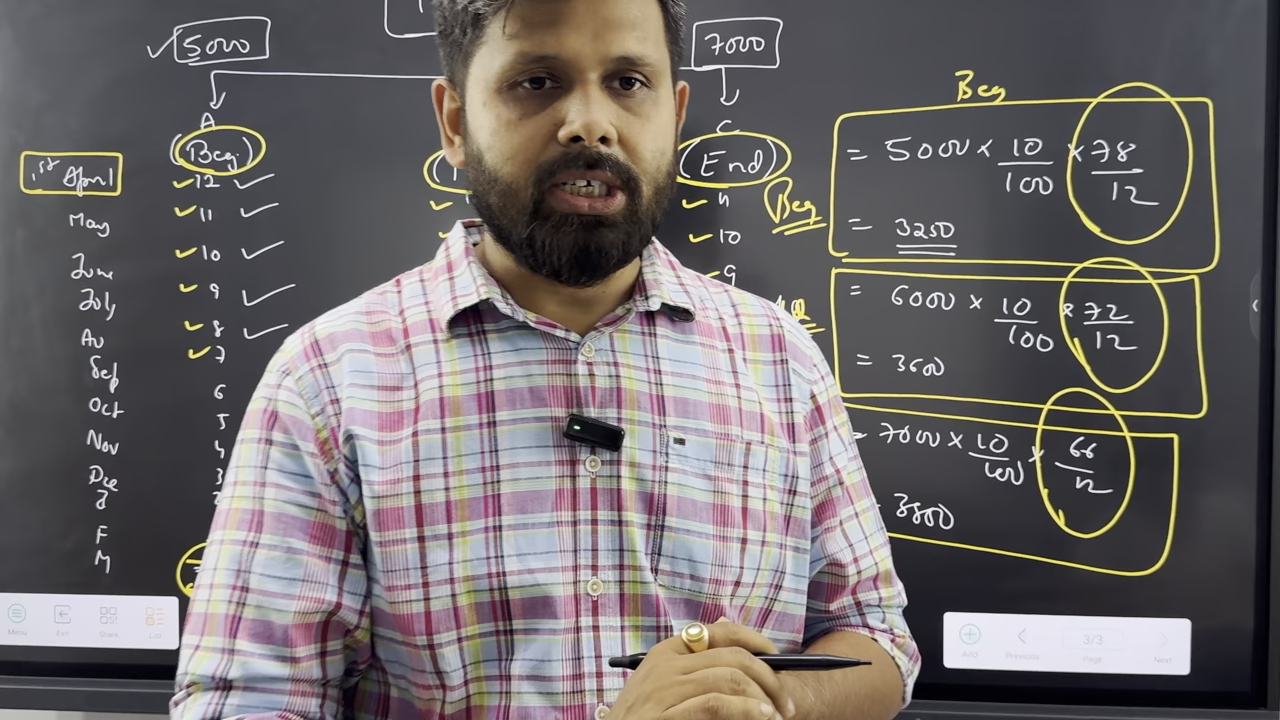 5000
7000
A
C
(Beg)
(End)
1st April
12
11
May
11
10
June
10
9
July
9
Au
8
Sep
7
Oct
6
Nov
5
Dce
4
J
3
F
M
Beg
= 5000 × 10/100 × 78/12
= 3250
Beg
= 6000 × 10/100 × 72/12
= 3600
= 7000 × 10/100 × 66/12
= 3800
Menu
Exit
Share
List
Add
Previous
3/3
Page
Next